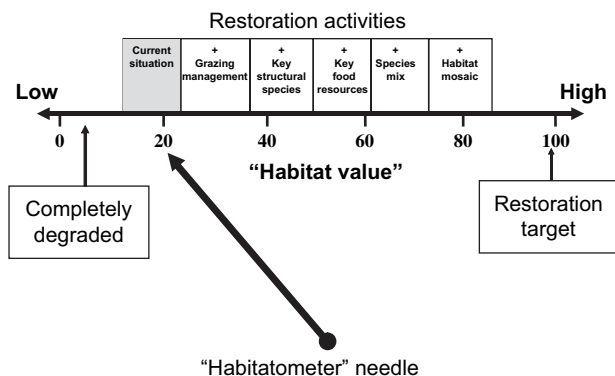 Restoration activities
Current
situation
+
Grazing
management
+
Key
structural
species
+
Key
food
resources
+
Species
mix
+
Habitat
mosaic
Low
High
0
20
40
60
80
100
“Habitat value”
Completely
degraded
Restoration
target
“Habitatometer” needle